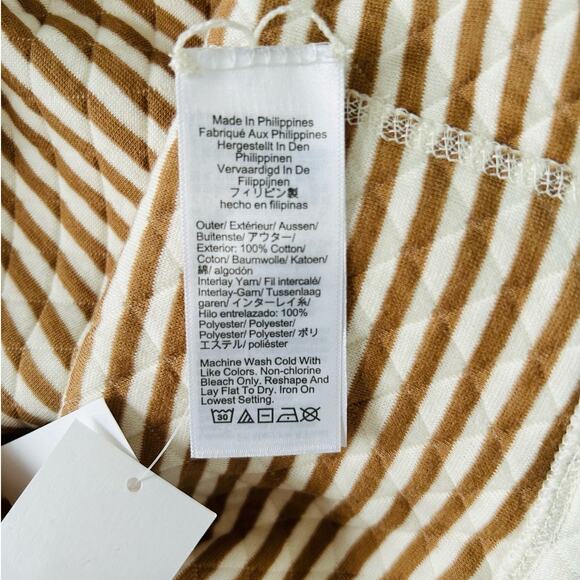 Made In Philippines
Fabriqué Aux Philippines
Hergestellt In Den
Philippinen
Vervaardigd In De
Filippijnen
フィリピン製
hecho en filipinas
Outer/ Extérieur/ Aussen/
Buitenste/ アウター/
Exterior: 100% Cotton/
Coton/ Baumwolle/ Katoen/
綿/ algodón
Interlay Yarn/ Fil intercalé/
Interlay-Garn/ Tussenlaag
garen/ インターレイ糸/
Hilo entrelazado: 100%
Polyester/ Polyester/
Polyester/ Polyester/ ポリ
エステル/ poliéster
Machine Wash Cold With
Like Colors. Non-chlorine
Bleach Only. Reshape And
Lay Flat To Dry. Iron On
Lowest Setting.
30